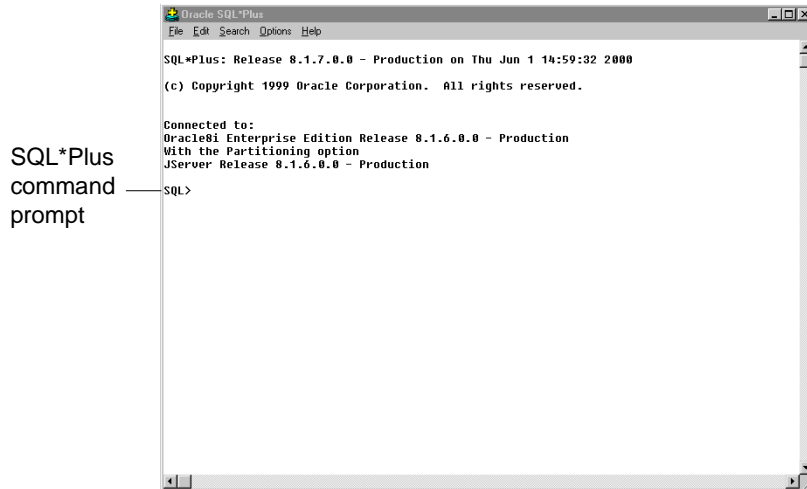 Oracle SQL*Plus
File Edit Search Options Help
SQL*Plus: Release 8.1.7.0.0 - Production on Thu Jun 1 14:59:32 2000
(c) Copyright 1999 Oracle Corporation. All rights reserved.
Connected to:
Oracle8i Enterprise Edition Release 8.1.6.0.0 - Production
With the Partitioning option
JServer Release 8.1.6.0.0 - Production
SQL>
SQL*Plus
command
prompt